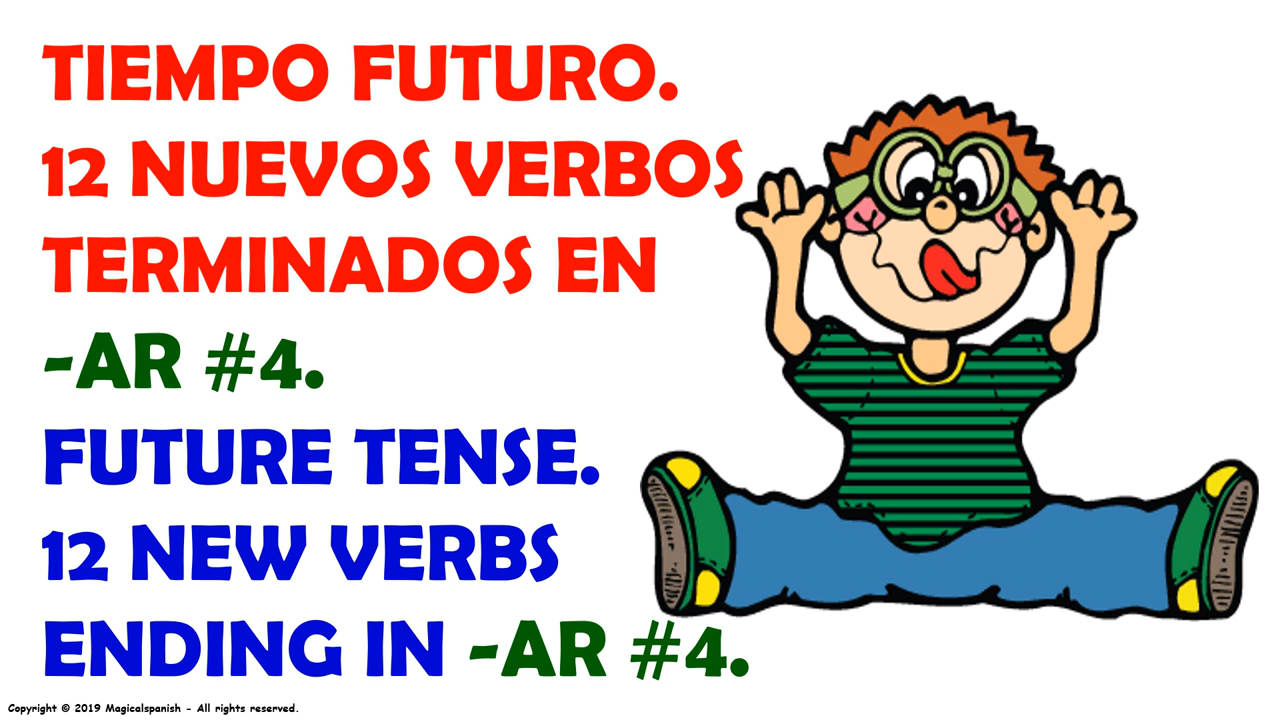 TIEMPO FUTURO.
12 NUEVOS VERBOS
TERMINADOS EN
-AR #4.
FUTURE TENSE.
12 NEW VERBS
ENDING IN -AR #4.
Copyright © 2019 Magicalspanish - All rights reserved.